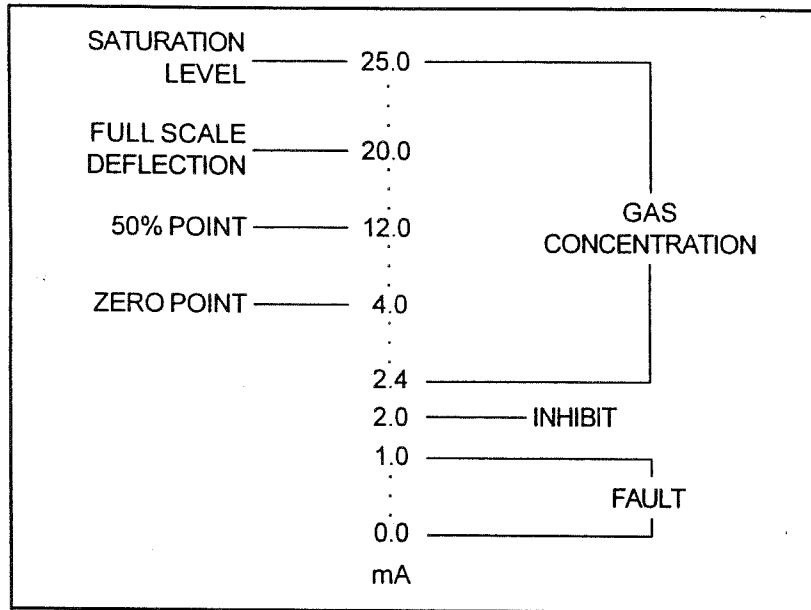 SATURATION
LEVEL
25.0
FULL SCALE
DEFLECTION
20.0
50% POINT
12.0
GAS
CONCENTRATION
ZERO POINT
4.0
2.4
2.0
INHIBIT
1.0
FAULT
0.0
mA